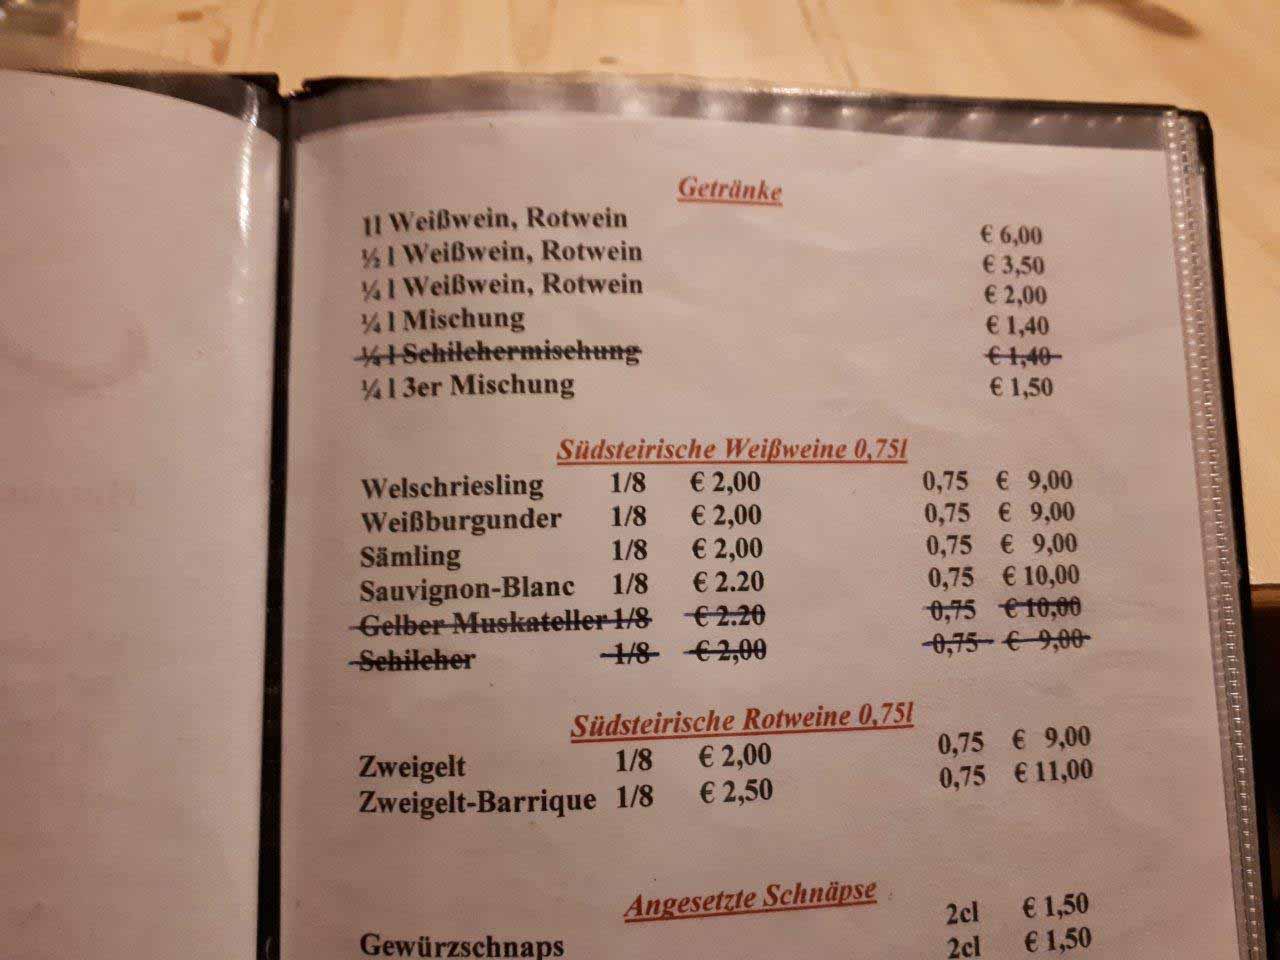 Getränke
1l Weißwein, Rotwein € 6,00
½ l Weißwein, Rotwein € 3,50
¼ l Weißwein, Rotwein € 2,00
¼ l Mischung € 1,40
¼ l Schilchermischung € 1,40
¼ l 3er Mischung € 1,50
Südsteirische Weißweine 0,75l
Welschriesling 1/8 € 2,00 0,75 € 9,00
Weißburgunder 1/8 € 2,00 0,75 € 9,00
Sämling 1/8 € 2,00 0,75 € 9,00
Sauvignon-Blanc 1/8 € 2.20 0,75 € 10,00
Gelber Muskateller 1/8 € 2.20 0,75 € 10,00
Schilcher 1/8 € 2,00 0,75 € 9,00
Südsteirische Rotweine 0,75l
Zweigelt 1/8 € 2,00 0,75 € 9,00
Zweigelt-Barrique 1/8 € 2,50 0,75 € 11,00
Angesetzte Schnäpse
2cl € 1,50
Gewürzschnaps 2cl € 1,50